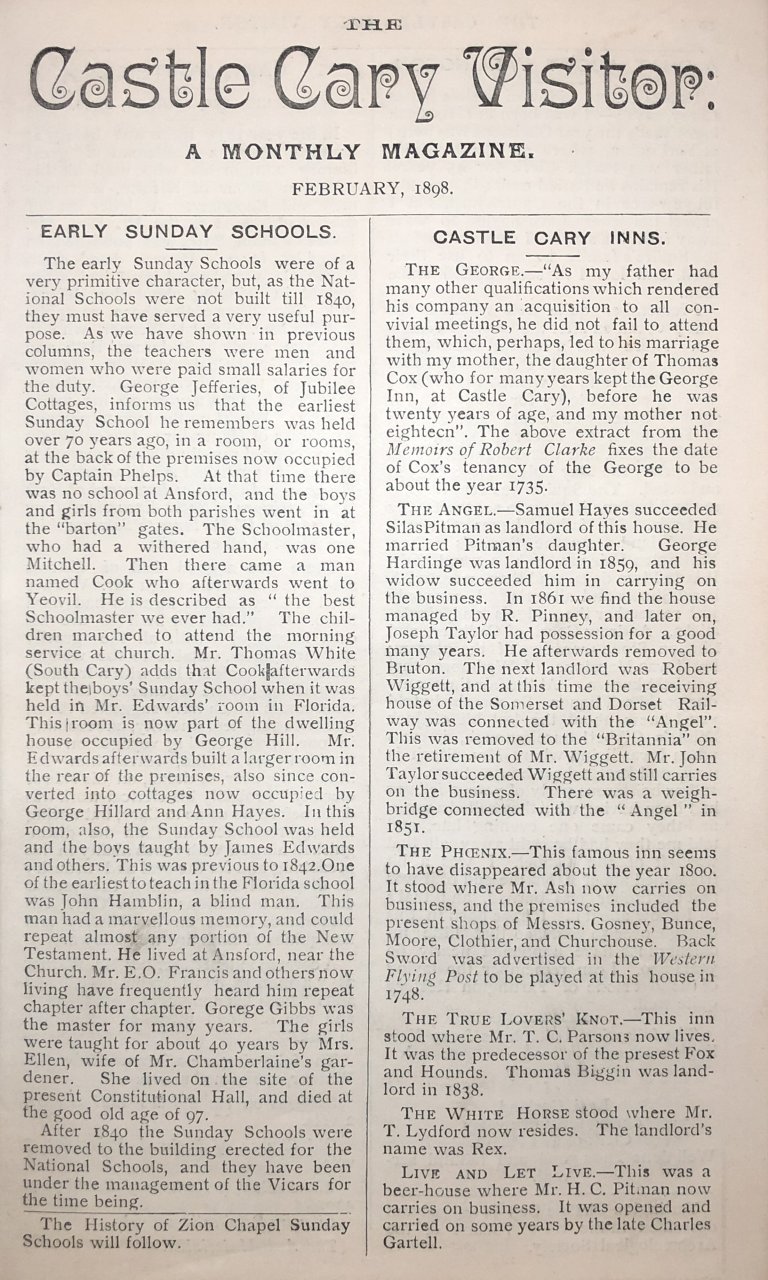 THE
Castle Cary Visitor:
A MONTHLY MAGAZINE.
FEBRUARY, 1898.
EARLY SUNDAY SCHOOLS.
The early Sunday Schools were of a
very primitive character, but, as the Nat-
ional Schools were not built till 1840,
they must have served a very useful pur-
pose. As we have shown in previous
columns, the teachers were men and
women who were paid small salaries for
the duty. George Jefferies, of Jubilee
Cottages, informs us that the earliest
Sunday School he remembers was held
over 70 years ago, in a room, or rooms,
at the back of the premises now occupied
by Captain Phelps. At that time there
was no school at Ansford, and the boys
and girls from both parishes went in at
the "barton" gates. The Schoolmaster,
who had a withered hand, was one
Mitchell. Then there came a man
named Cook who afterwards went to
Yeovil. He is described as " the best
Schoolmaster we ever had." The chil-
dren marched to attend the morning
service at church. Mr. Thomas White
(South Cary) adds that Cook afterwards
kept the boys' Sunday School when it was
held in Mr. Edwards' room in Florida.
This room is now part of the dwelling
house occupied by George Hill. Mr.
Edwards afterwards built a larger room in
the rear of the premises, also since con-
verted into cottages now occupied by
George Hillard and Ann Hayes. In this
room, also, the Sunday School was held
and the boys taught by James Edwards
and others. This was previous to 1842.One
of the earliest to teach in the Florida school
was John Hamblin, a blind man. This
man had a marvellous memory, and could
repeat almost any portion of the New
Testament. He lived at Ansford, near the
Church. Mr. E.O. Francis and others now
living have frequently heard him repeat
chapter after chapter. Gorege Gibbs was
the master for many years. The girls
were taught for about 40 years by Mrs.
Ellen, wife of Mr. Chamberlaine's gar-
dener. She lived on the site of the
present Constitutional Hall, and died at
the good old age of 97.
After 1840 the Sunday Schools were
removed to the building erected for the
National Schools, and they have been
under the management of the Vicars for
the time being.
The History of Zion Chapel Sunday
Schools will follow.
CASTLE CARY INNS.
THE GEORGE.—"As my father had
many other qualifications which rendered
his company an acquisition to all con-
vivial meetings, he did not fail to attend
them, which, perhaps, led to his marriage
with my mother, the daughter of Thomas
Cox (who for many years kept the George
Inn, at Castle Cary), before he was
twenty years of age, and my mother not
eighteen". The above extract from the
Memoirs of Robert Clarke fixes the date
of Cox's tenancy of the George to be
about the year 1735.
THE ANGEL.—Samuel Hayes succeeded
Silas Pitman as landlord of this house. He
married Pitman's daughter. George
Hardinge was landlord in 1859, and his
widow succeeded him in carrying on
the business. In 1861 we find the house
managed by R. Pinney, and later on,
Joseph Taylor had possession for a good
many years. He afterwards removed to
Bruton. The next landlord was Robert
Wiggett, and at this time the receiving
house of the Somerset and Dorset Rail-
way was connected with the "Angel".
This was removed to the "Britannia" on
the retirement of Mr. Wiggett. Mr. John
Taylor succeeded Wiggett and still carries
on the business. There was a weigh-
bridge connected with the " Angel " in
1851.
THE PHŒNIX.—This famous inn seems
to have disappeared about the year 1800.
It stood where Mr. Ash now carries on
business, and the premises included the
present shops of Messrs. Gosney, Bunce,
Moore, Clothier, and Churchouse. Back
Sword was advertised in the Western
Flying Post to be played at this house in
1748.
THE TRUE LOVERS' KNOT.—This inn
stood where Mr. T. C. Parsons now lives.
It was the predecessor of the presest Fox
and Hounds. Thomas Biggin was land-
lord in 1838.
THE WHITE HORSE stood where Mr.
T. Lydford now resides. The landlord's
name was Rex.
LIVE AND LET LIVE.—This was a
beer-house where Mr. H. C. Pitman now
carries on business. It was opened and
carried on some years by the late Charles
Gartell.